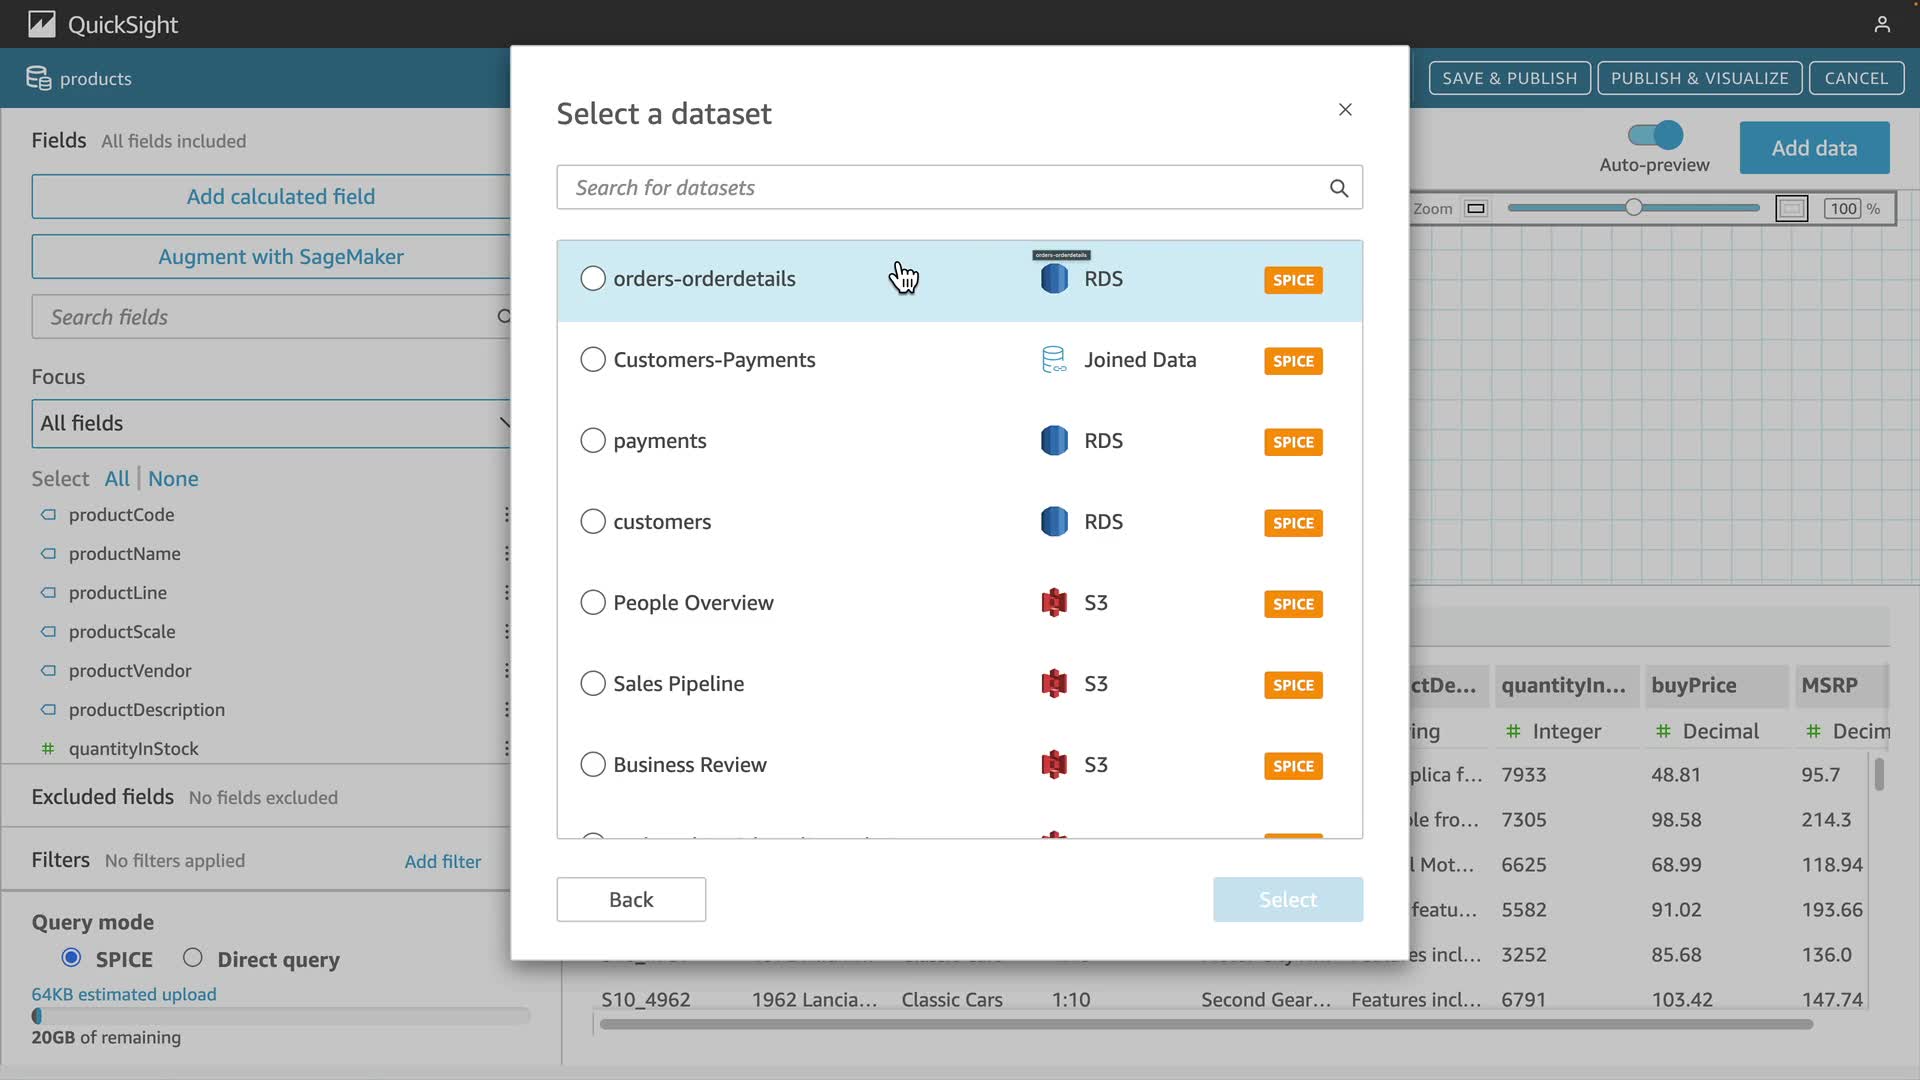 QuickSight
products
SAVE & PUBLISH
PUBLISH & VISUALIZE
CANCEL
Fields All fields included
Add calculated field
Augment with SageMaker
Search fields
Focus
All fields
Select All | None
productCode
productName
productLine
productScale
productVendor
productDescription
quantityInStock
Excluded fields No fields excluded
Filters No filters applied
Add filter
Query mode
SPICE
Direct query
64KB estimated upload
20GB of remaining
Select a dataset
Search for datasets
orders-orderdetails
orders-orderdetails RDS SPICE
Customers-Payments Joined Data SPICE
payments RDS SPICE
customers RDS SPICE
People Overview S3 SPICE
Sales Pipeline S3 SPICE
Business Review S3 SPICE
Back
Select
Auto-preview
Add data
Zoom
100 %
ctDe... quantityIn... buyPrice MSRP
ing # Integer # Decimal # Decim
plica f... 7933 48.81 95.7
le fro... 7305 98.58 214.3
l Mot... 6625 68.99 118.94
featu... 5582 91.02 193.66
es incl... 3252 85.68 136.0
S10_4962 1962 Lancia... Classic Cars 1:10 Second Gear... Features incl... 6791 103.42 147.74